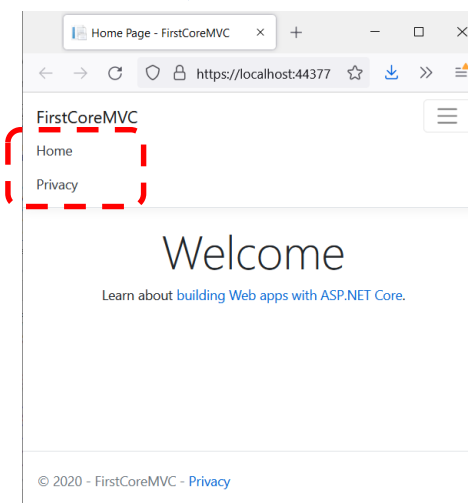 Home Page - FirstCoreMVC
https://localhost:44377
FirstCoreMVC
Home
Privacy
Welcome
Learn about building Web apps with ASP.NET Core.
© 2020 - FirstCoreMVC - Privacy